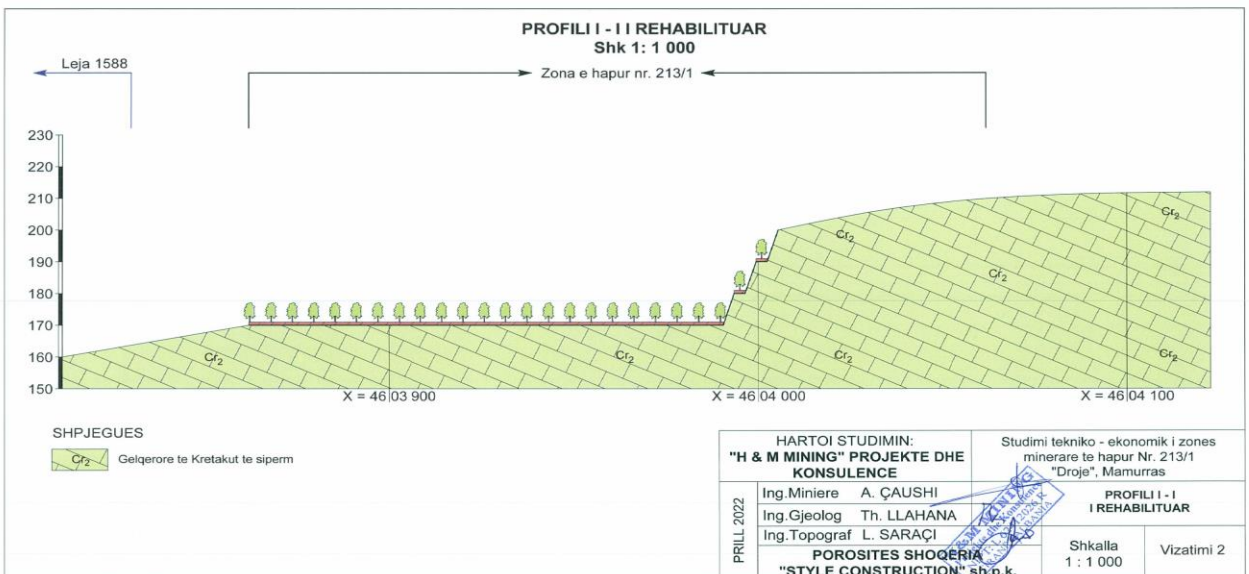 PROFILI I - I I REHABILITUAR
Shk 1: 1 000
Leja 1588
Zona e hapur nr. 213/1
230
220
210
200
190
180
170
160
150
Cr2
Cr2
Cr2
Cr2
Cr2
Cr2
Cr2
X = 46 03 900
X = 46 04 000
X = 46 04 100
SHPJEGUES
Cr2 Gelqerore te Kretakut te siperm
HARTOI STUDIMIN:
"H & M MINING" PROJEKTE DHE
KONSULENCE
Studimi tekniko - ekonomik i zones
minerare te hapur Nr. 213/1
"Droje", Mamurras
PRILL 2022
Ing.Miniere A. ÇAUSHI
Ing.Gjeolog Th. LLAHANA
Ing.Topograf L. SARAÇI
POROSITES SHOQERIA
"STYLE CONSTRUCTION" sh.p.k.
PROFILI I - I
I REHABILITUAR
Shkalla
1 : 1 000
Vizatimi 2
H&M MINING